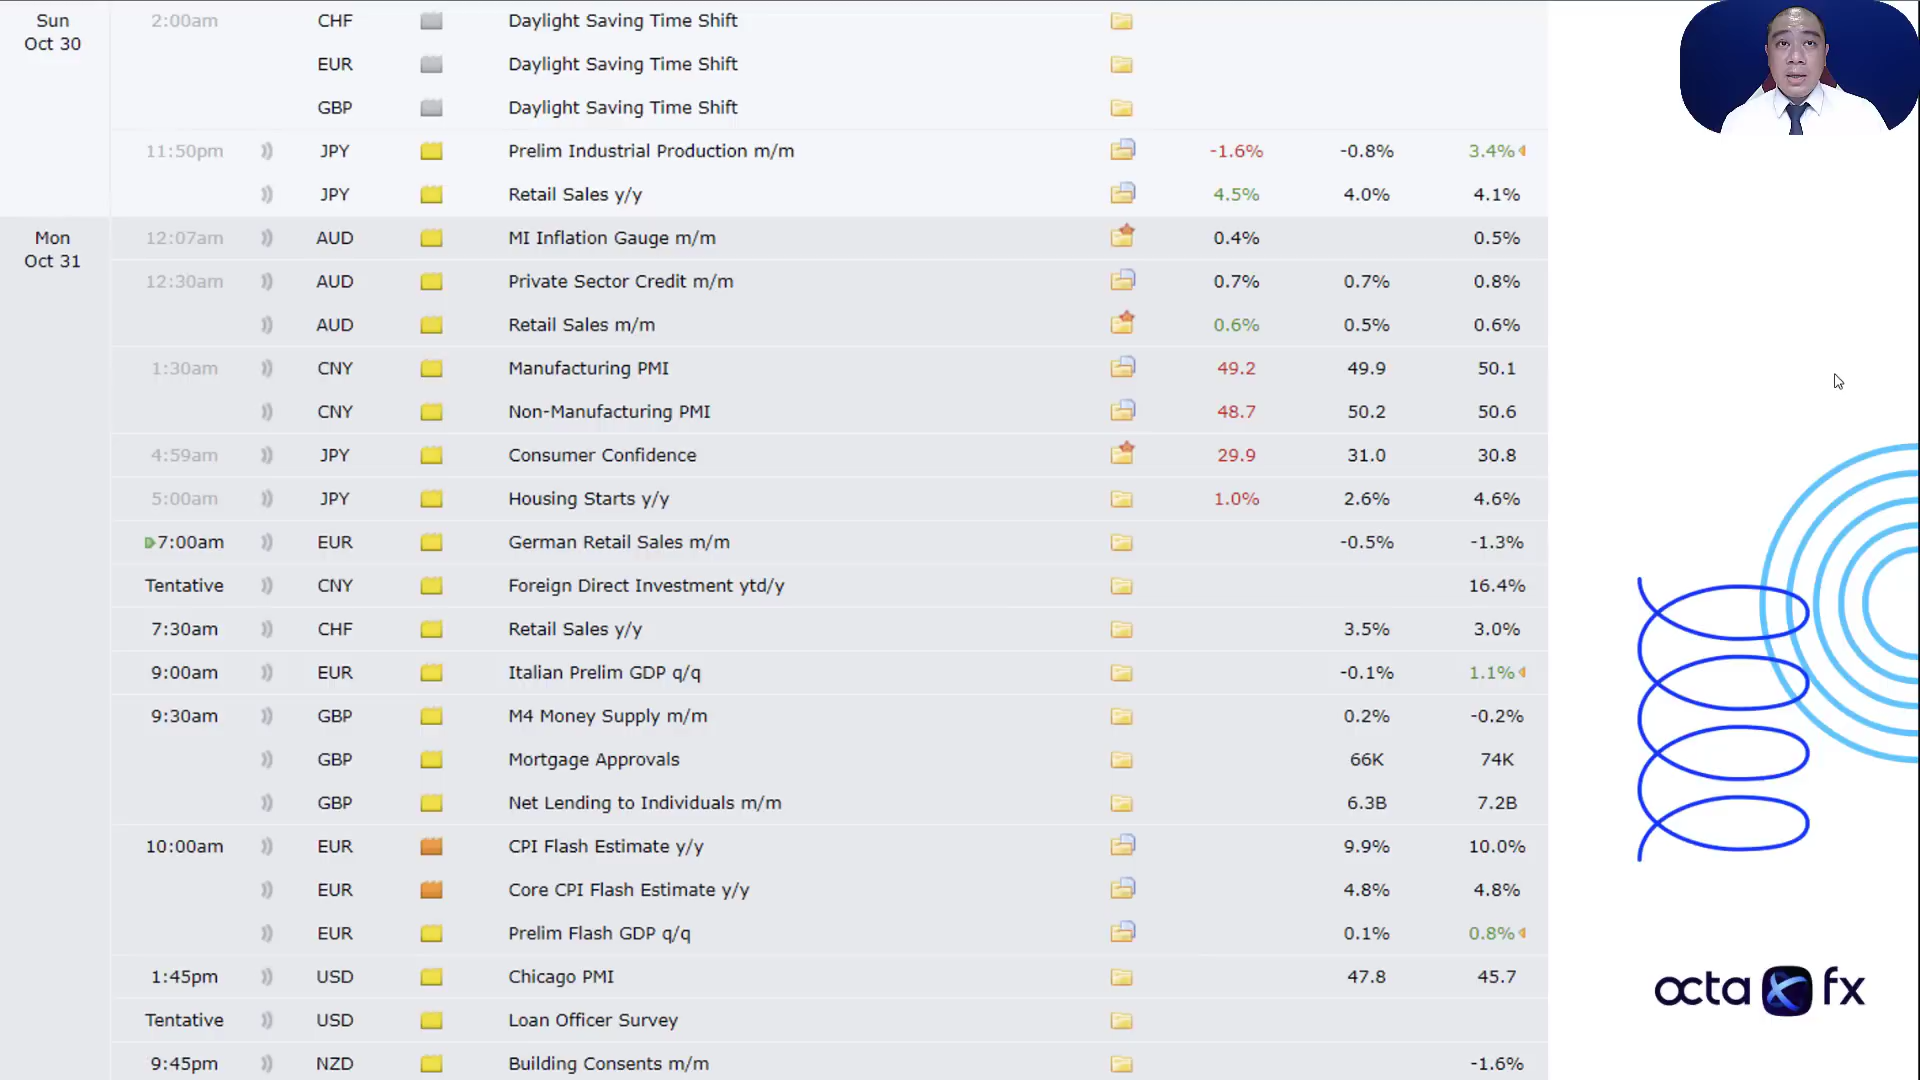 Sun
Oct 30
2:00am CHF Daylight Saving Time Shift
EUR Daylight Saving Time Shift
GBP Daylight Saving Time Shift
11:50pm JPY Prelim Industrial Production m/m -1.6% -0.8% 3.4%
JPY Retail Sales y/y 4.5% 4.0% 4.1%
Mon
Oct 31
12:07am AUD MI Inflation Gauge m/m 0.4% 0.5%
12:30am AUD Private Sector Credit m/m 0.7% 0.7% 0.8%
AUD Retail Sales m/m 0.6% 0.5% 0.6%
1:30am CNY Manufacturing PMI 49.2 49.9 50.1
CNY Non-Manufacturing PMI 48.7 50.2 50.6
4:59am JPY Consumer Confidence 29.9 31.0 30.8
5:00am JPY Housing Starts y/y 1.0% 2.6% 4.6%
7:00am EUR German Retail Sales m/m -0.5% -1.3%
Tentative CNY Foreign Direct Investment ytd/y 16.4%
7:30am CHF Retail Sales y/y 3.5% 3.0%
9:00am EUR Italian Prelim GDP q/q -0.1% 1.1%
9:30am GBP M4 Money Supply m/m 0.2% -0.2%
GBP Mortgage Approvals 66K 74K
GBP Net Lending to Individuals m/m 6.3B 7.2B
10:00am EUR CPI Flash Estimate y/y 9.9% 10.0%
EUR Core CPI Flash Estimate y/y 4.8% 4.8%
EUR Prelim Flash GDP q/q 0.1% 0.8%
1:45pm USD Chicago PMI 47.8 45.7
Tentative USD Loan Officer Survey
9:45pm NZD Building Consents m/m -1.6%
octa fx